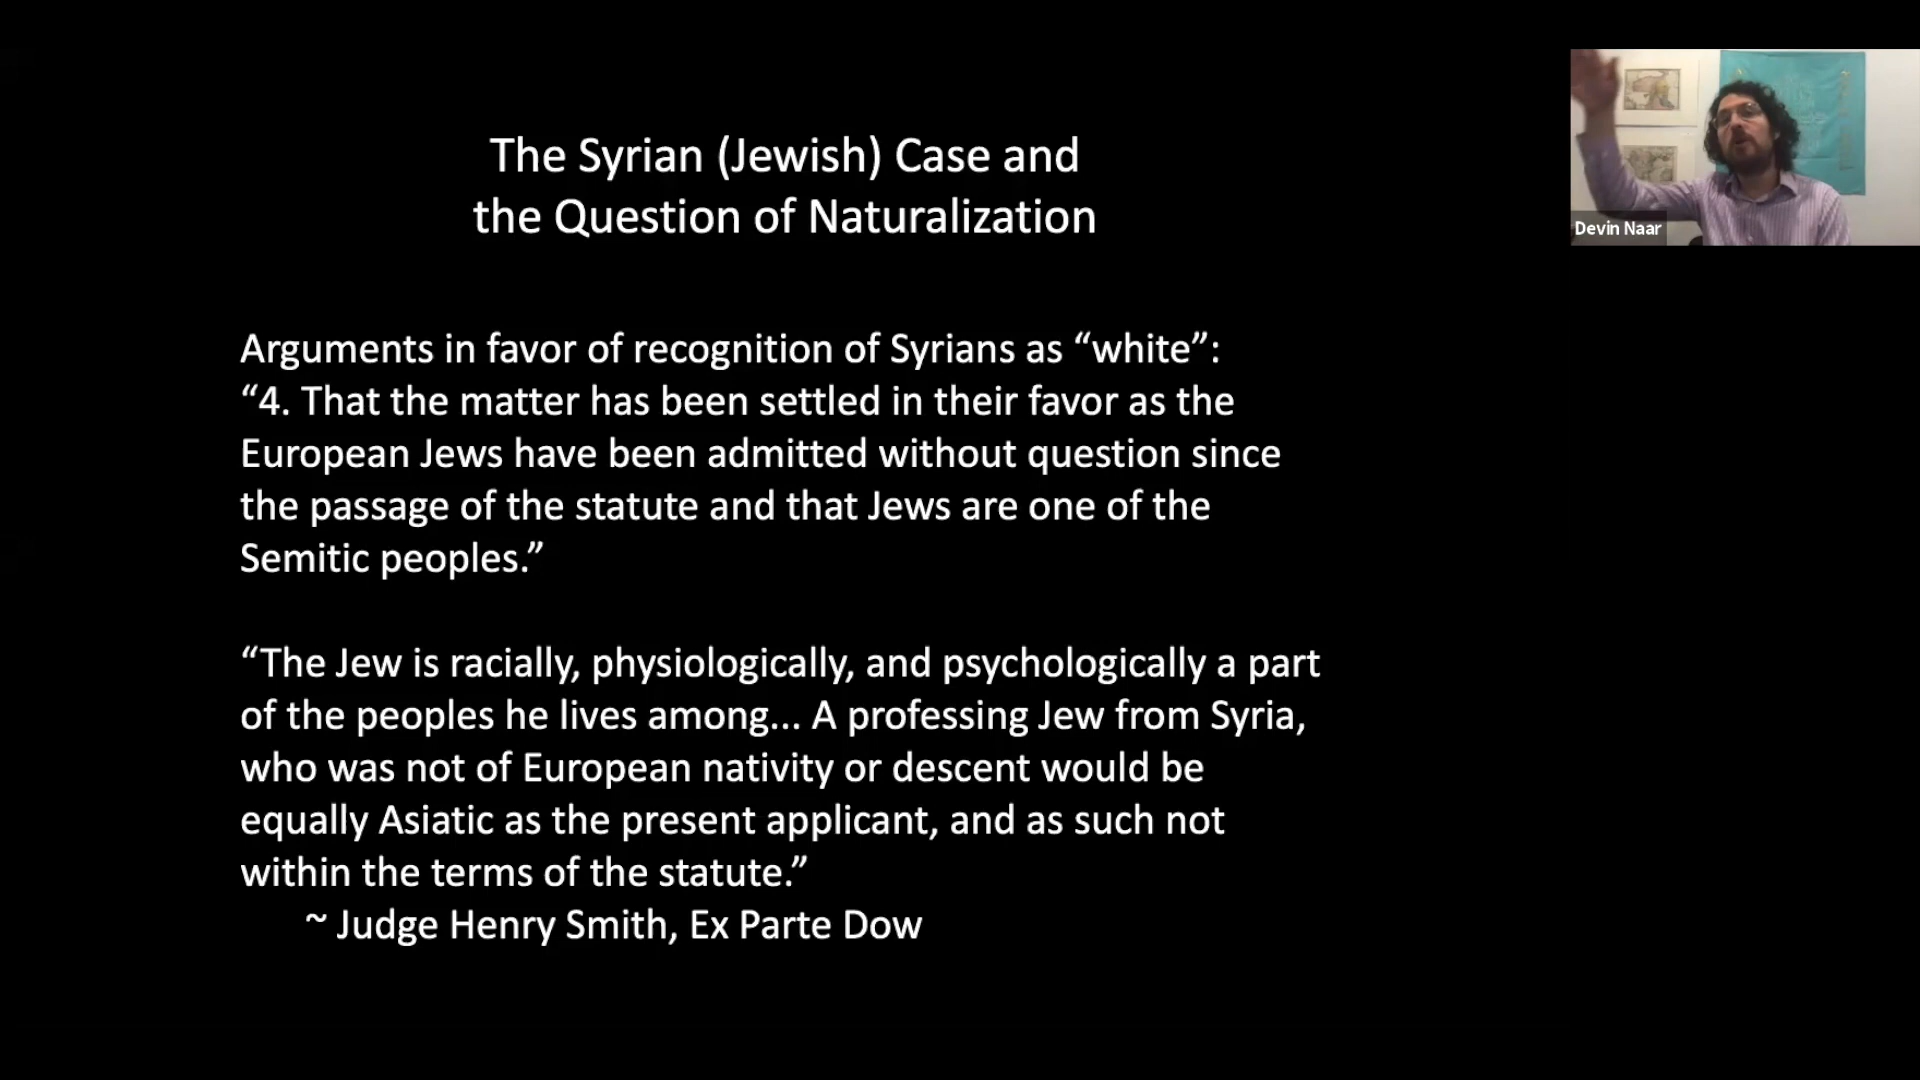 The Syrian (Jewish) Case and
the Question of Naturalization
Devin Naar
Arguments in favor of recognition of Syrians as “white”:
“4. That the matter has been settled in their favor as the
European Jews have been admitted without question since
the passage of the statute and that Jews are one of the
Semitic peoples.”
“The Jew is racially, physiologically, and psychologically a part
of the peoples he lives among... A professing Jew from Syria,
who was not of European nativity or descent would be
equally Asiatic as the present applicant, and as such not
within the terms of the statute.”
~ Judge Henry Smith, Ex Parte Dow